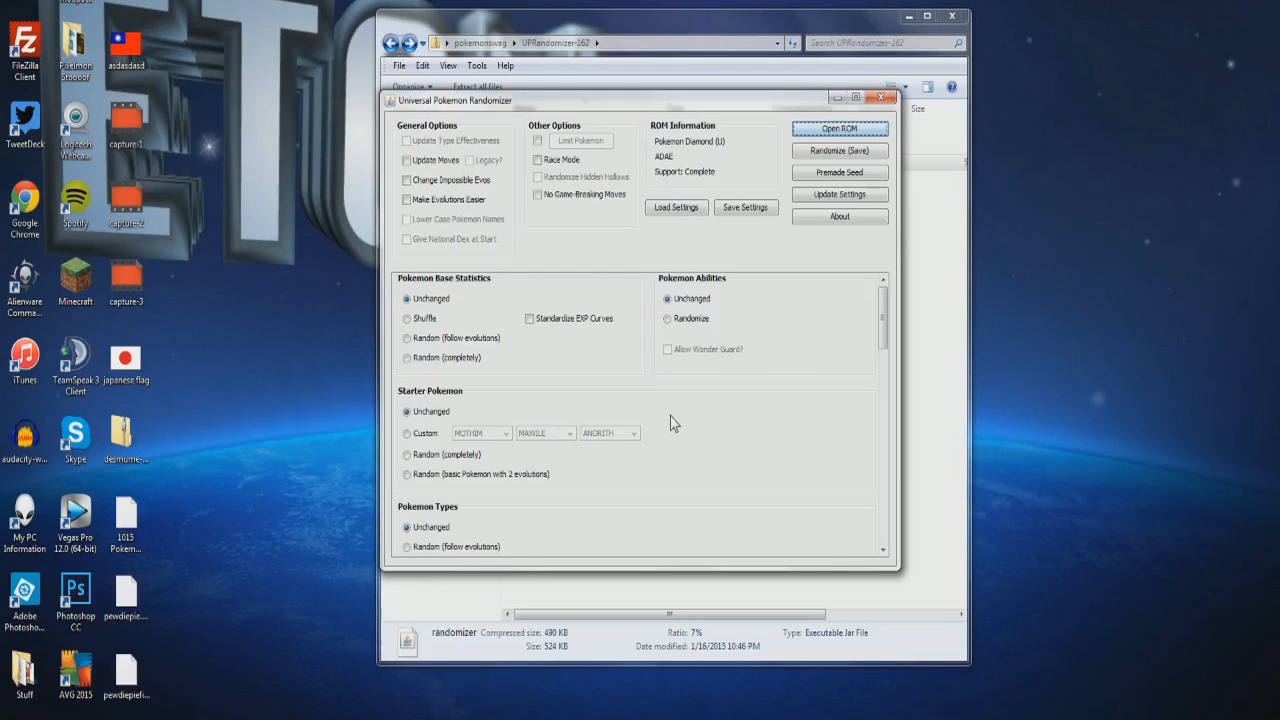 FileZilla Client
Pixelmon Stoooof
asdasdasd
TweetDeck
Logitech Webca...
capture-1
Google Chrome
Spotify
capture-2
Alienware Comma...
Minecraft
capture-3
iTunes
TeamSpeak 3 Client
japanese flag
audacity-w...
Skype
desmume-...
My PC Information
Vegas Pro 12.0 (64-bit)
1015 Pokem...
Adobe Photosho...
Photoshop CC
pewdiepie....
Stuff
AVG 2015
pewdiepiefi...
ETO
pokemonswag
UPRandomizer-162
Search UPRandomizer-162
File Edit View Tools Help
Organize Extract all files
Size
Universal Pokemon Randomizer
General Options
Update Type Effectiveness
Update Moves Legacy?
Change Impossible Evos
Make Evolutions Easier
Lower Case Pokemon Names
Give National Dex at Start
Other Options
Limit Pokemon
Race Mode
Randomize Hidden Hollows
No Game-Breaking Moves
ROM Information
Pokemon Diamond (U)
ADAE
Support: Complete
Load Settings Save Settings
Open ROM
Randomize (Save)
Premade Seed
Update Settings
About
Pokemon Base Statistics
Unchanged
Shuffle
Standardize EXP Curves
Random (follow evolutions)
Random (completely)
Pokemon Abilities
Unchanged
Randomize
Allow Wonder Guard?
Starter Pokemon
Unchanged
Custom MOTHIM MAWILE ANORITH
Random (completely)
Random (basic Pokemon with 2 evolutions)
Pokemon Types
Unchanged
Random (follow evolutions)
randomizer Compressed size: 490 KB Ratio: 7% Type: Executable Jar File
Size: 524 KB Date modified: 1/16/2015 10:46 PM